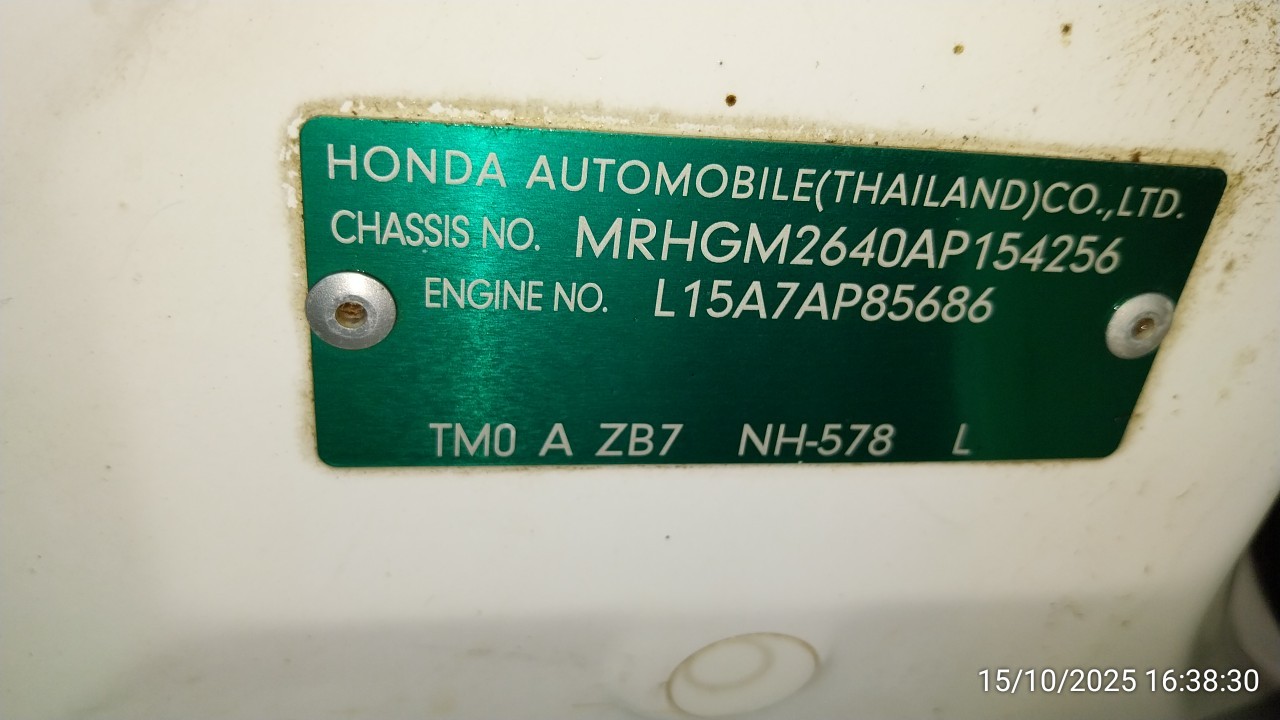 HONDA AUTOMOBILE(THAILAND)CO.,LTD.
CHASSIS NO. MRHGM2640AP154256
ENGINE NO. L15A7AP85686
TM0 A ZB7 NH-578 L
15/10/2025 16:38:30